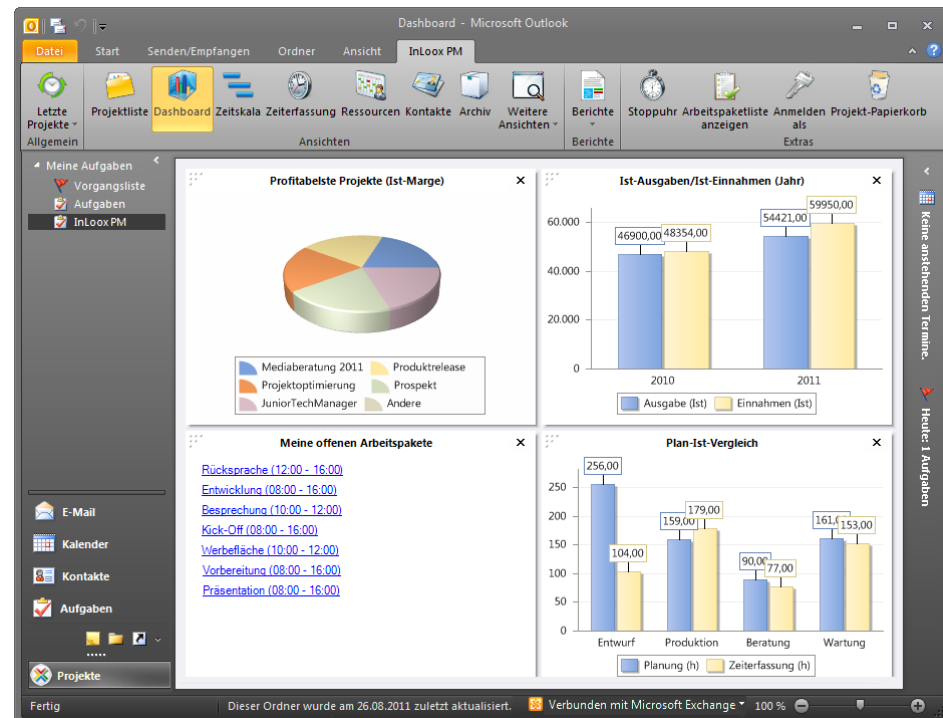 Dashboard - Microsoft Outlook
Datei Start Senden/Empfangen Ordner Ansicht InLoox PM
Letzte Projekte Projektliste Dashboard Zeitskala Zeiterfassung Ressourcen Kontakte Archiv Weitere Ansichten Berichte Stoppuhr Arbeitspaketliste anzeigen Anmelden als Projekt-Papierkorb
Allgemein Ansichten Berichte Extras
Meine Aufgaben
Vorgangsliste
Aufgaben
InLoox PM
E-Mail
Kalender
Kontakte
Aufgaben
Projekte
Profitabelste Projekte (Ist-Marge)
Mediaberatung 2011 Produktrelease
Projektoptimierung Prospekt
JuniorTechManager Andere
Ist-Ausgaben/Ist-Einnahmen (Jahr)
59950,00
54421,00
46900,00 48354,00
60.000
40.000
20.000
0
2010 2011
Ausgabe (Ist) Einnahmen (Ist)
Meine offenen Arbeitspakete
Rücksprache (12:00 - 16:00)
Entwicklung (08:00 - 16:00)
Besprechung (10:00 - 12:00)
Kick-Off (08:00 - 16:00)
Werbefläche (10:00 - 12:00)
Vorbereitung (08:00 - 16:00)
Präsentation (08:00 - 16:00)
Plan-Ist-Vergleich
256,00
179,00
159,00
161,0
153,00
104,00
90,00
77,00
250
200
150
100
50
0
Entwurf Produktion Beratung Wartung
Planung (h) Zeiterfassung (h)
Keine anstehenden Termine.
Heute: 1 Aufgaben
Fertig Dieser Ordner wurde am 26.08.2011 zuletzt aktualisiert. Verbunden mit Microsoft Exchange 100 %